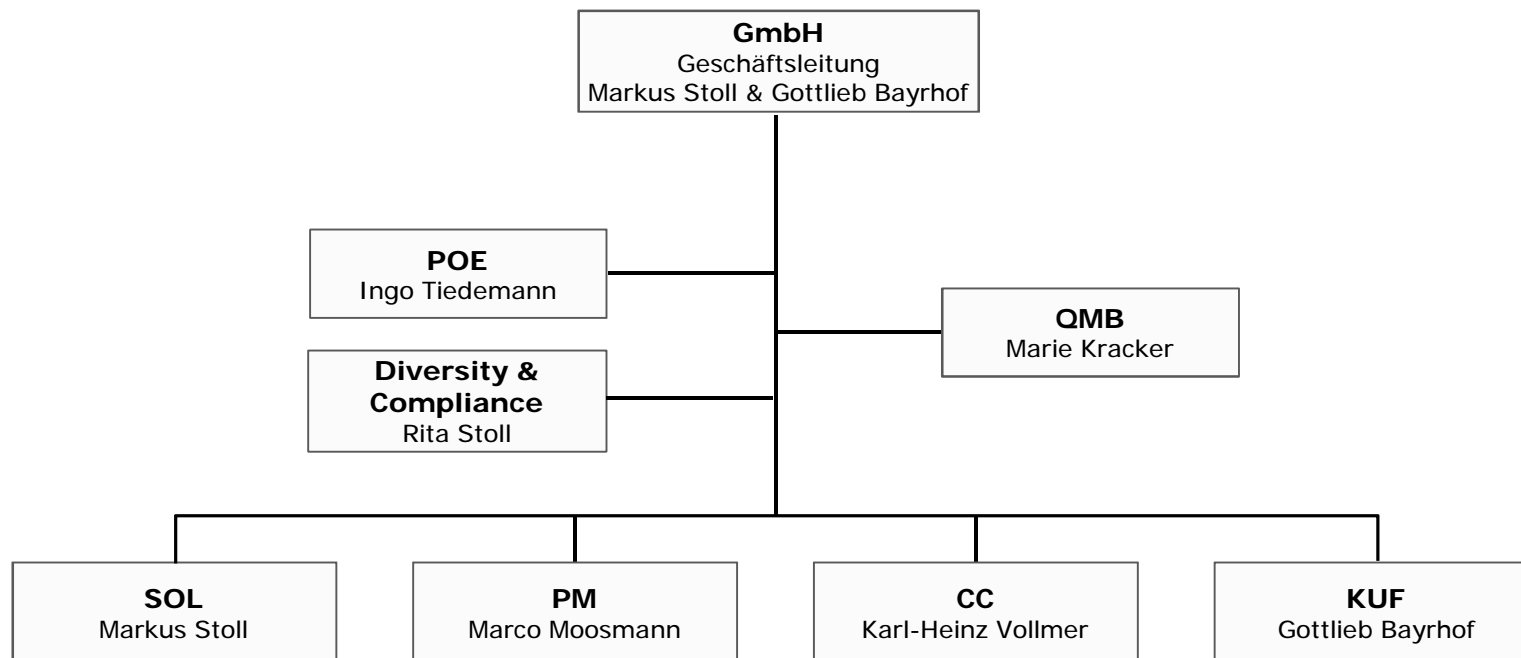 GmbH
Geschäftsleitung
Markus Stoll & Gottlieb Bayrhof
POE
Ingo Tiedemann
QMB
Marie Kracker
Diversity &
Compliance
Rita Stoll
SOL
Markus Stoll
PM
Marco Moosmann
CC
Karl-Heinz Vollmer
KUF
Gottlieb Bayrhof